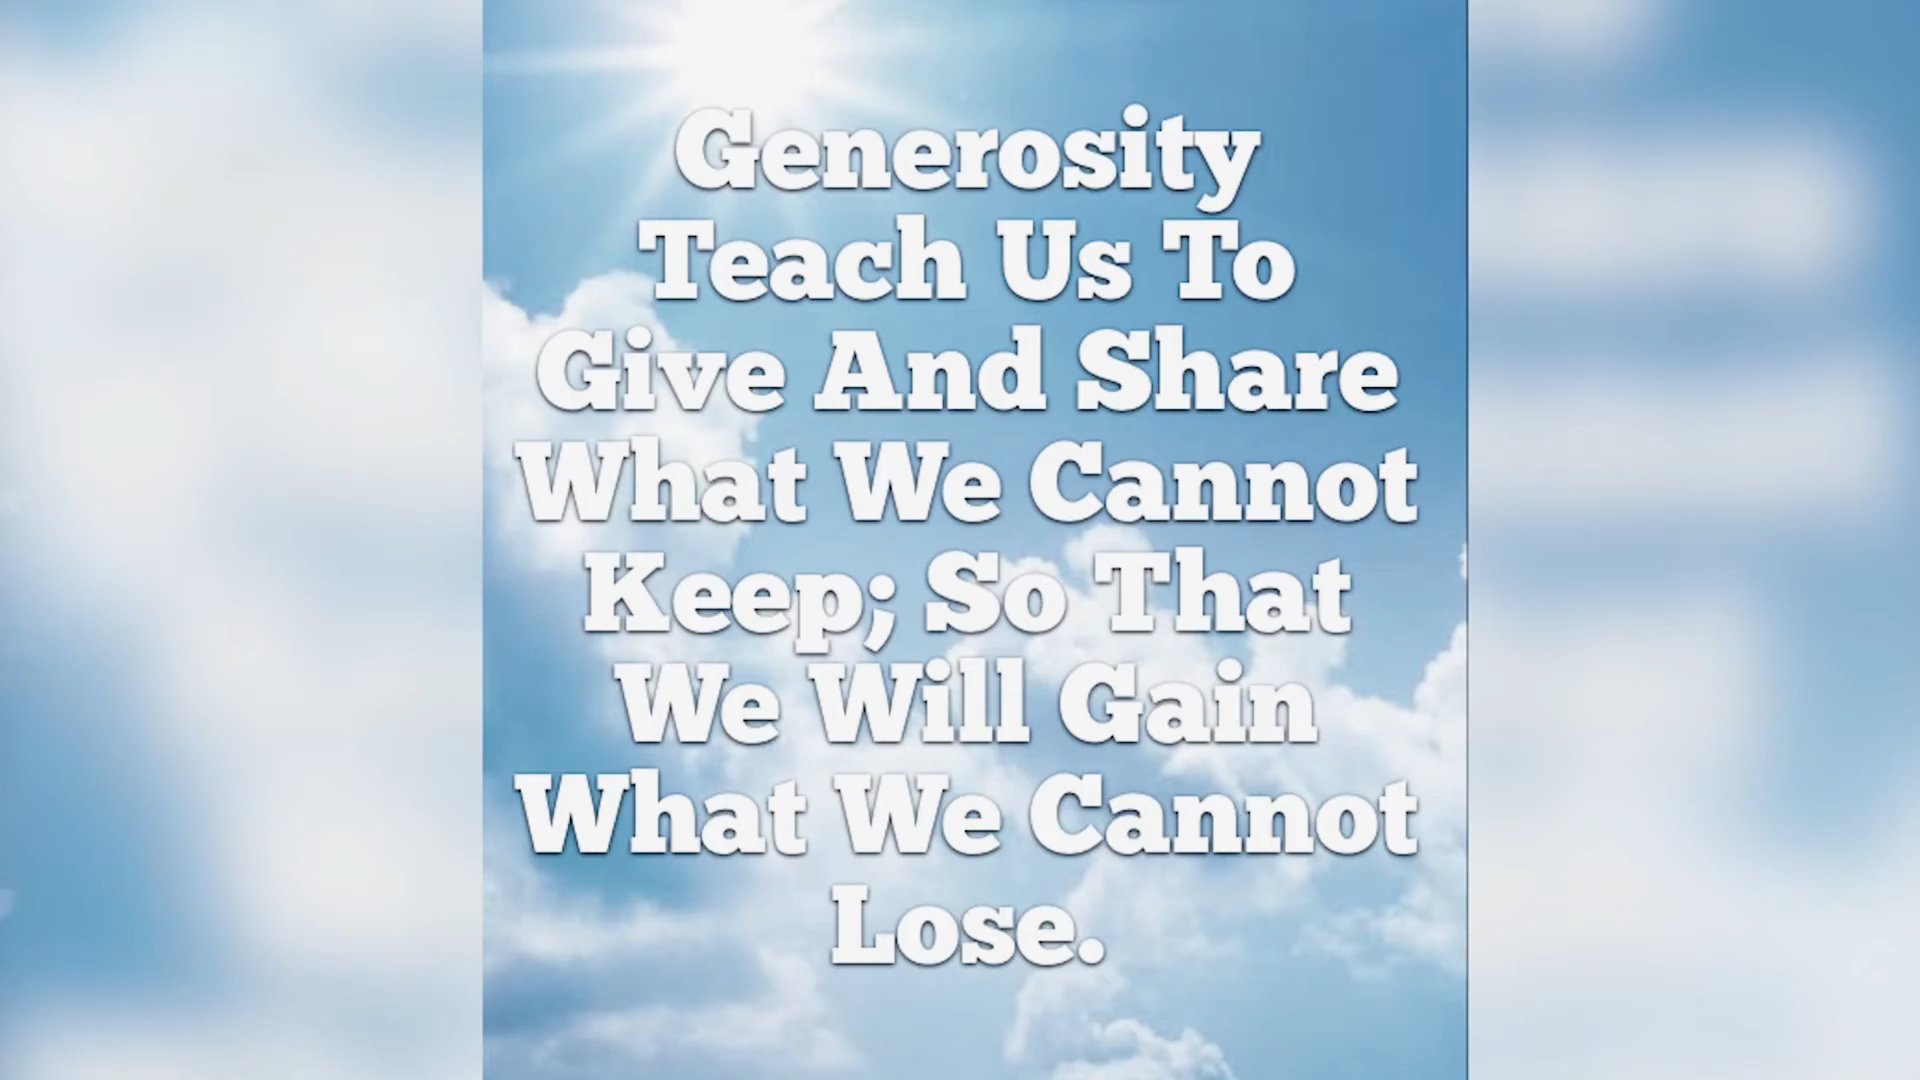 Generosity
Teach Us To
Give And Share
What We Cannot
Keep; So That
We Will Gain
What We Cannot
Lose.